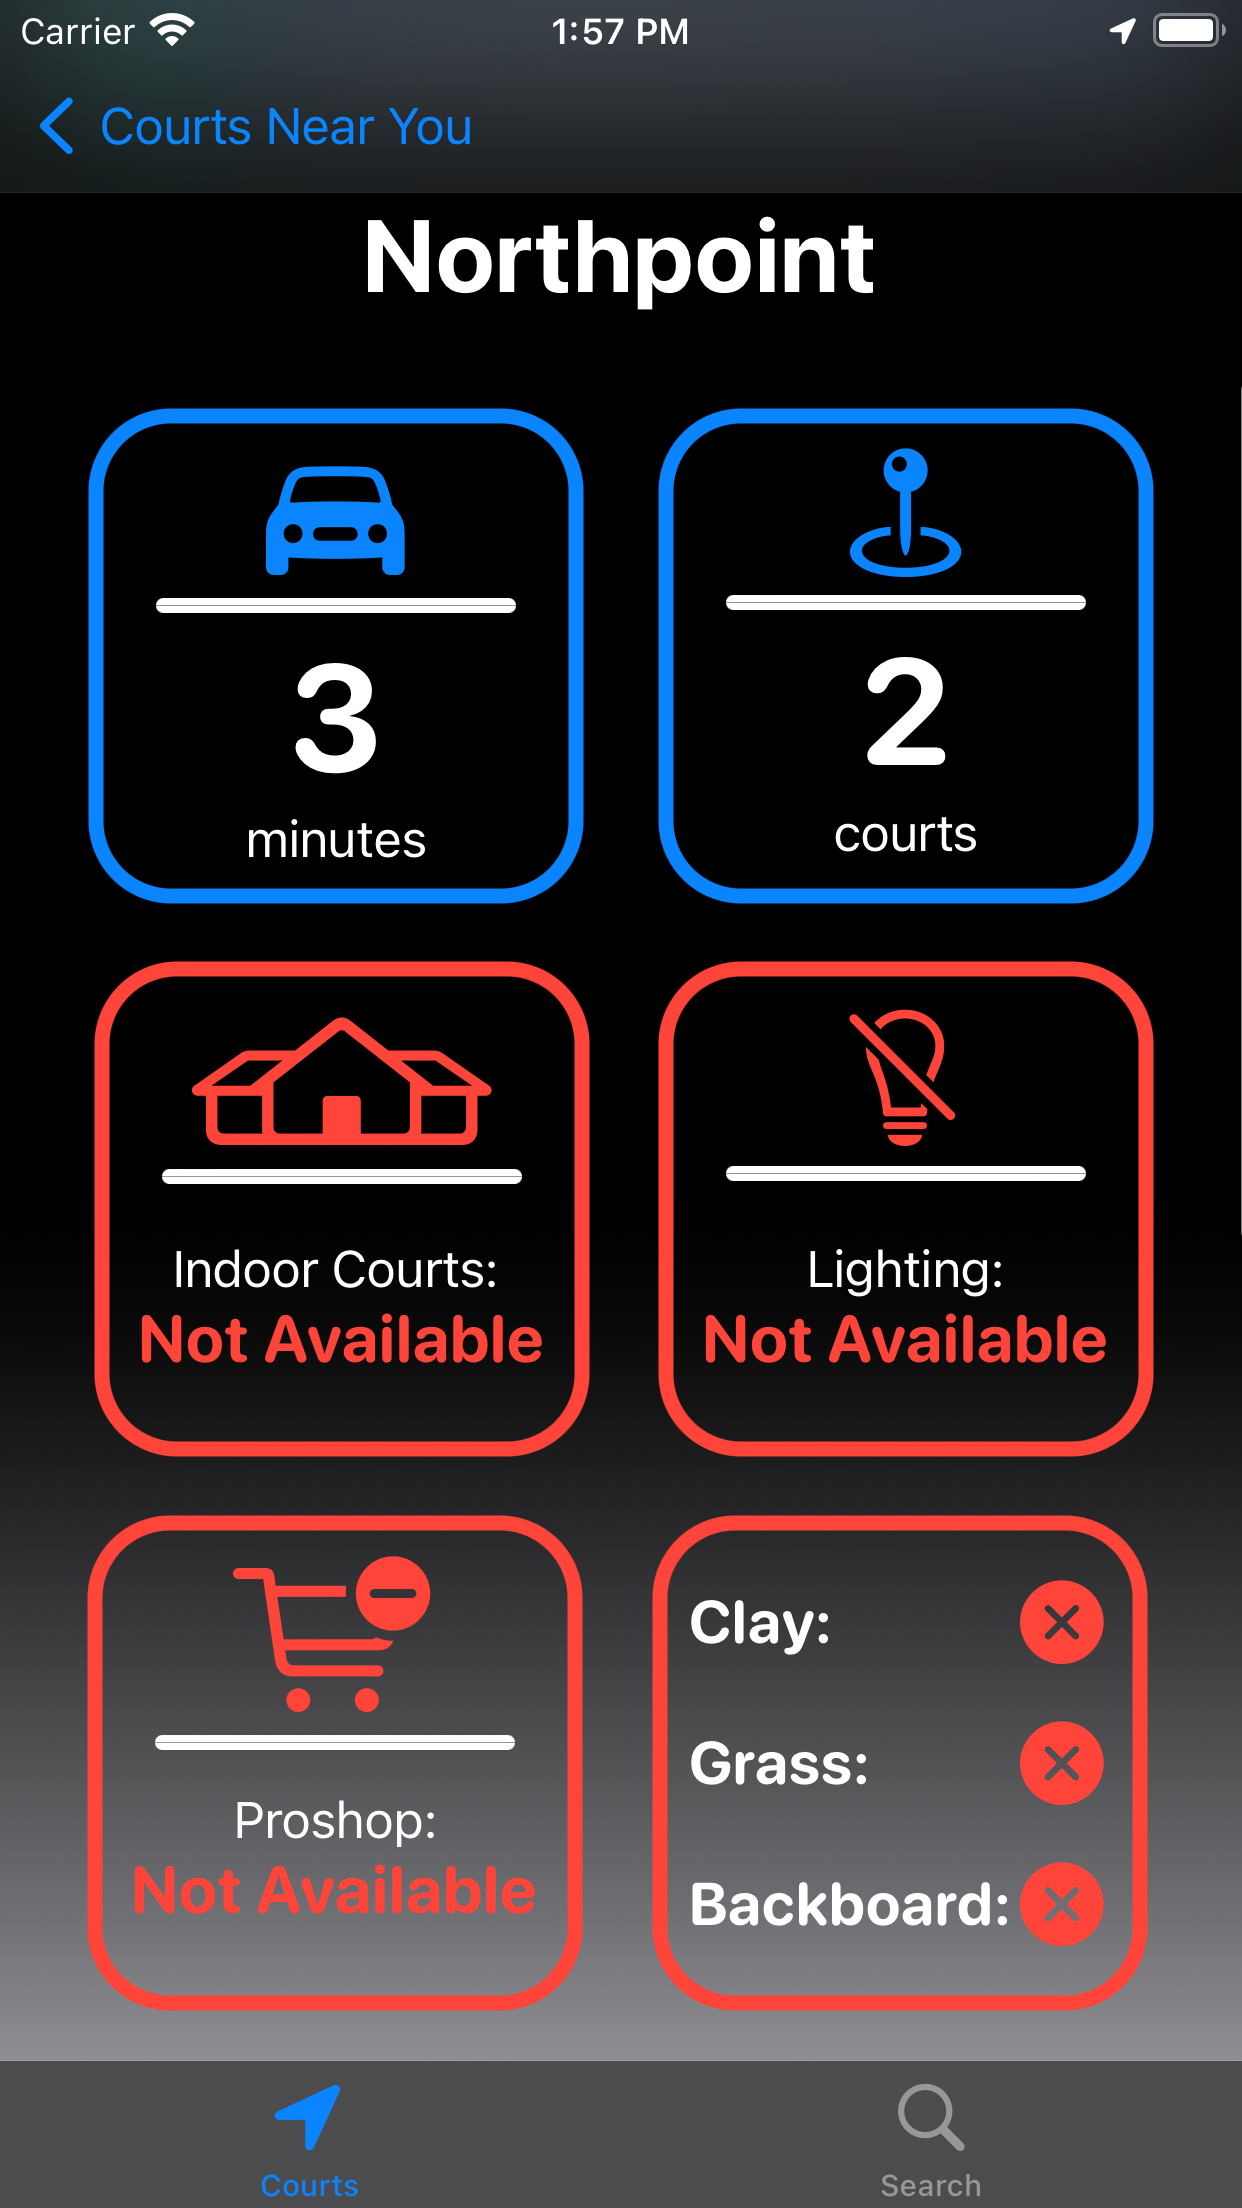 Carrier
1:57 PM
Courts Near You
Northpoint
3
minutes
2
courts
Indoor Courts:
Not Available
Lighting:
Not Available
Proshop:
Not Available
Clay:
Grass:
Backboard:
Courts
Search